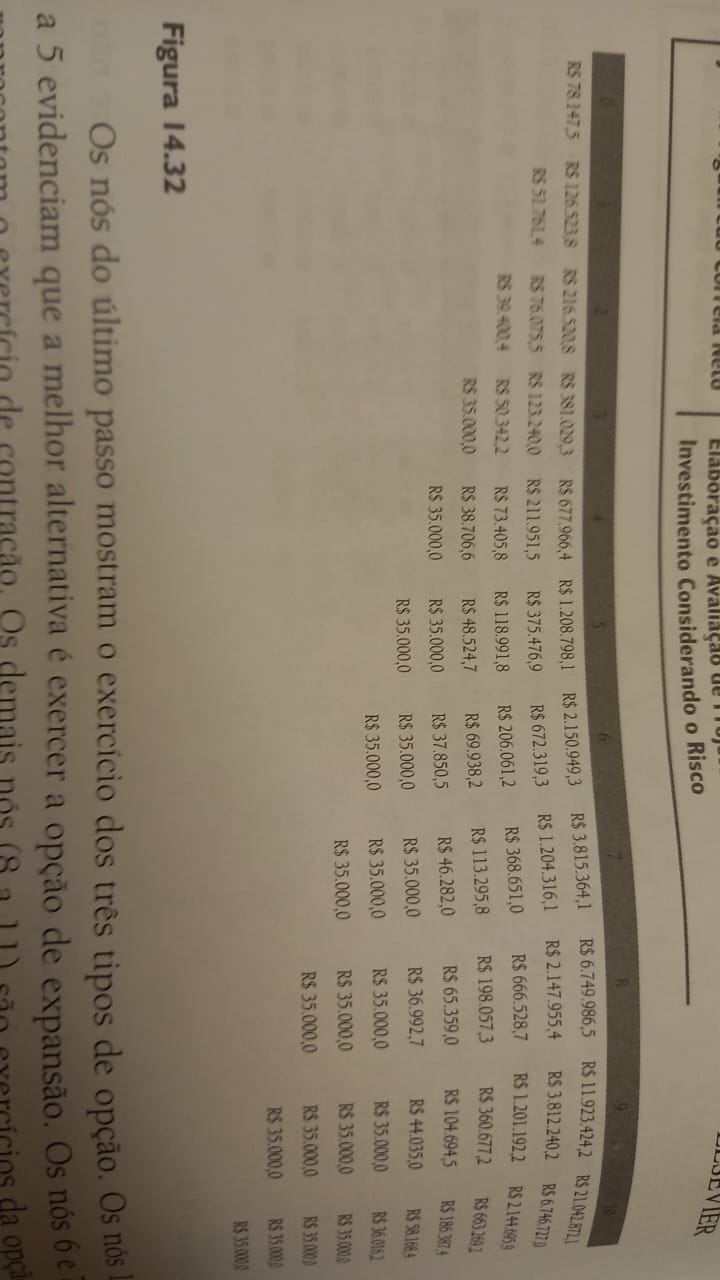 Correia Neto
Elaboração e Avaliação de
Investimento Considerando o Risco
ELSEVIER
0 1 2 3 4 5 6 7 8 9 10
R$ 78.147,5 R$ 126.523,8 R$ 216.520,8 R$ 381.029,3 R$ 677.966,4 R$ 1.208.798,1 R$ 2.150.949,3 R$ 3.815.364,1 R$ 6.749.986,5 R$ 11.923.424,2 R$ 21.042.872,1
R$ 51.761,4 R$ 76.075,5 R$ 123.240,0 R$ 211.951,5 R$ 375.476,9 R$ 672.319,3 R$ 1.204.316,1 R$ 2.147.955,4 R$ 3.812.240,2 R$ 6.746.727,0
R$ 39.400,4 R$ 50.342,2 R$ 73.405,8 R$ 118.991,8 R$ 206.061,2 R$ 368.651,0 R$ 666.528,7 R$ 1.201.192,2 R$ 2.144.695,9
R$ 35.000,0 R$ 38.706,6 R$ 48.524,7 R$ 69.938,2 R$ 113.295,8 R$ 198.057,3 R$ 360.677,2 R$ 663.269,2
R$ 35.000,0 R$ 35.000,0 R$ 37.850,5 R$ 46.282,0 R$ 65.359,0 R$ 104.694,5 R$ 186.387,4
R$ 35.000,0 R$ 35.000,0 R$ 35.000,0 R$ 36.992,7 R$ 44.035,0 R$ 58.168,4
R$ 35.000,0 R$ 35.000,0 R$ 35.000,0 R$ 35.000,0 R$ 36.016,2
R$ 35.000,0 R$ 35.000,0 R$ 35.000,0 R$ 35.000,0
R$ 35.000,0 R$ 35.000,0 R$ 35.000,0
R$ 35.000,0 R$ 35.000,0
R$ 35.000,0
Figura 14.32
Os nós do último passo mostram o exercício dos três tipos de opção. Os nós 1
a 5 evidenciam que a melhor alternativa é exercer a opção de expansão. Os nós 6 e
representam o exercício de contração. Os demais nós (8 a 11) são exercícios da